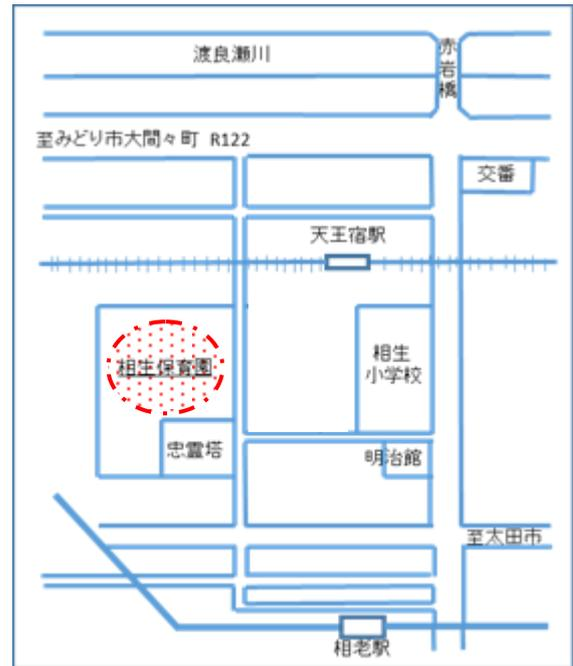 渡良瀬川
赤岩橋
至みどり市大間々町 R122
交番
天王宿駅
相生保育園
相生
小学校
忠霊塔
明治館
至太田市
相老駅